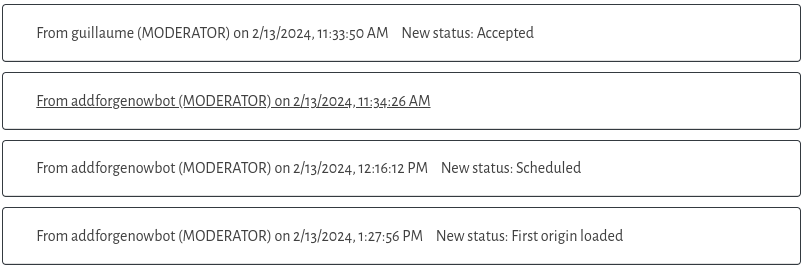 From guillaume (MODERATOR) on 2/13/2024, 11:33:50 AM New status: Accepted
From addforgenowbot (MODERATOR) on 2/13/2024, 11:34:26 AM
From addforgenowbot (MODERATOR) on 2/13/2024, 12:16:12 PM New status: Scheduled
From addforgenowbot (MODERATOR) on 2/13/2024, 1:27:56 PM New status: First origin loaded